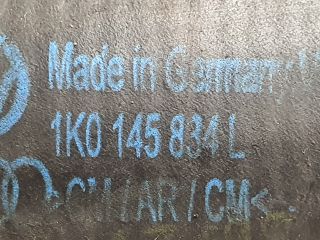 Made in Germany
1K0 145 834 L
>CM/AR/CM<